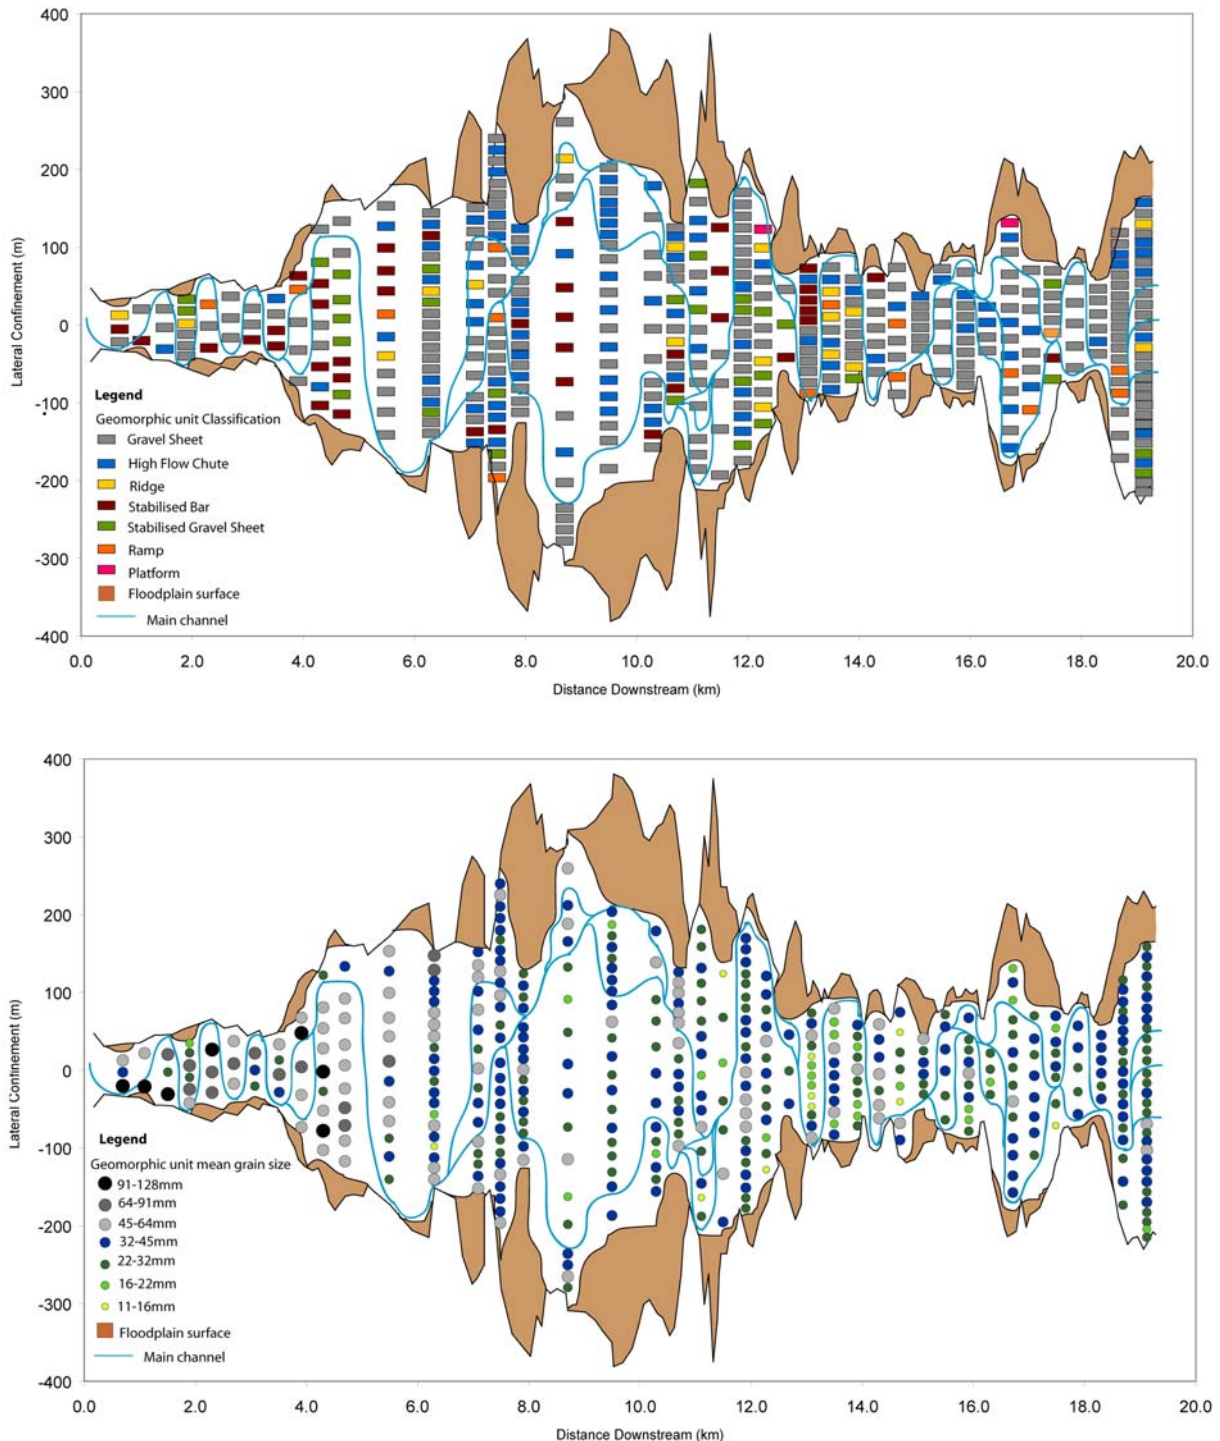 400
300
200
100
0
-100
-200
-300
-400
Lateral Confinement (m)
Legend
Geomorphic unit Classification
Gravel Sheet
High Flow Chute
Ridge
Stabilised Bar
Stabilised Gravel Sheet
Ramp
Platform
Floodplain surface
Main channel
0.0 2.0 4.0 6.0 8.0 10.0 12.0 14.0 16.0 18.0 20.0
Distance Downstream (km)
400
300
200
100
0
-100
-200
-300
-400
Lateral Confinement (m)
Legend
Geomorphic unit mean grain size
91-128mm
64-91mm
45-64mm
32-45mm
22-32mm
16-22mm
11-16mm
Floodplain surface
Main channel
0.0 2.0 4.0 6.0 8.0 10.0 12.0 14.0 16.0 18.0 20.0
Distance Downstream (km)